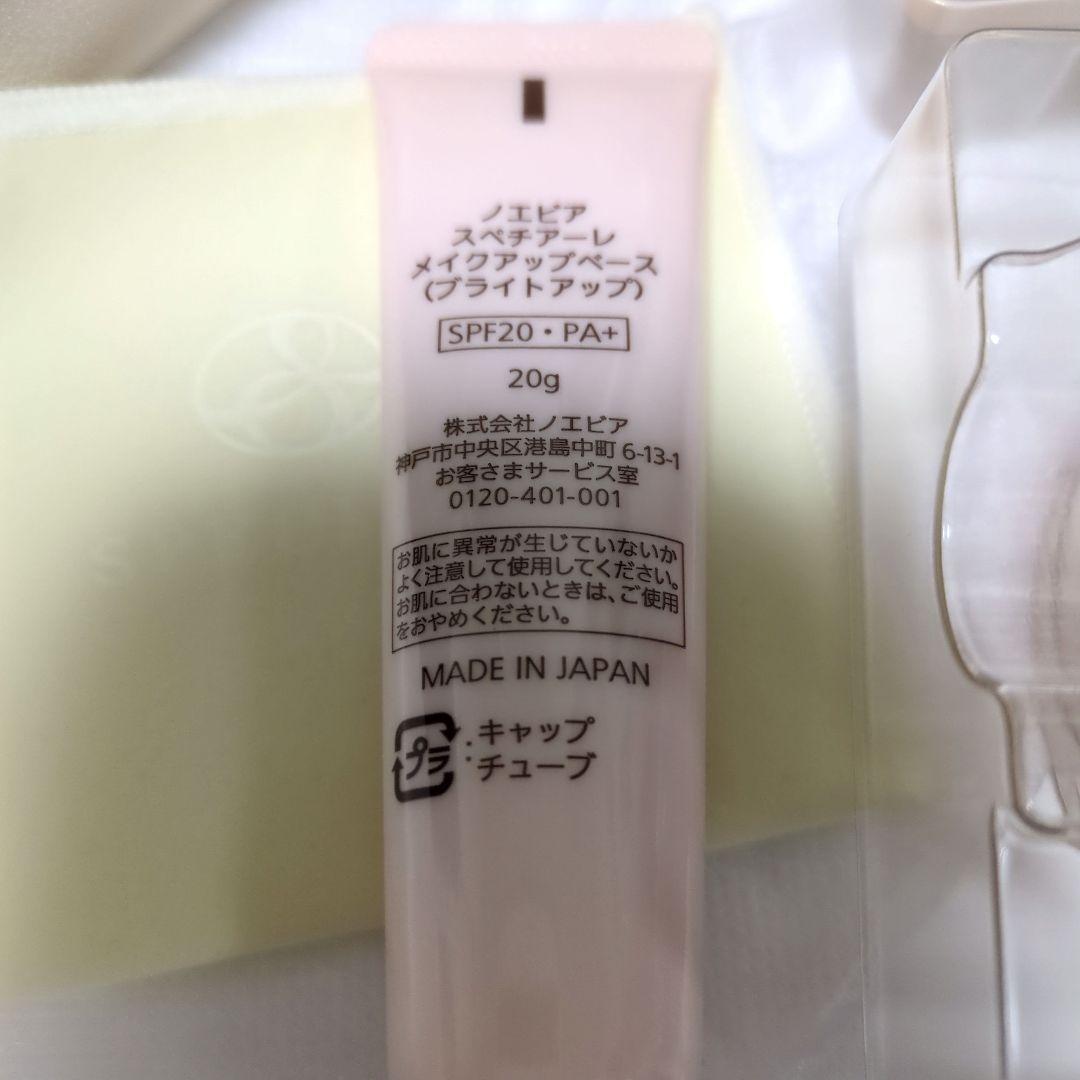 ノエビア
スペチアーレ
メイクアップベース
(ブライトアップ)
SPF20・PA+
20g
株式会社ノエビア
神戸市中央区港島中町6-13-1
お客さまサービス室
0120-401-001
お肌に異常が生じていないか
よく注意して使用してください。
お肌に合わないときは、ご使用
をおやめください。
MADE IN JAPAN
プラ : キャップ
チューブ